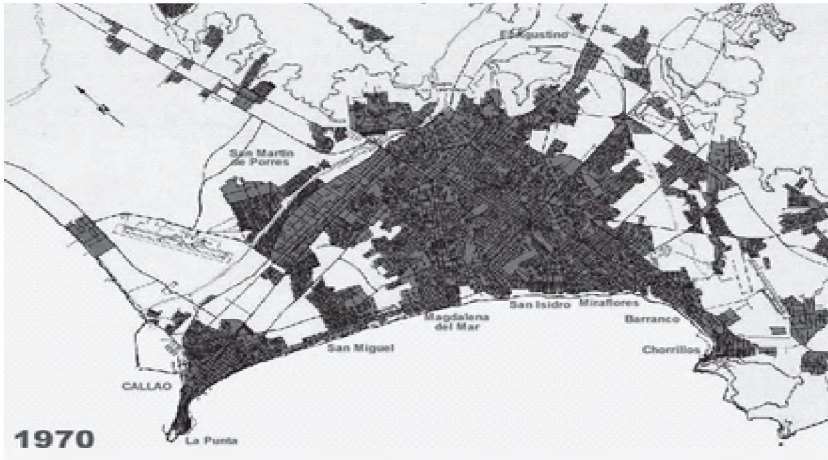 El Agustino
San Martin
de Porres
Magdalena
del Mar
San Isidro
Miraflores
Barranco
San Miguel
Chorrillos
CALLAO
La Punta
1970